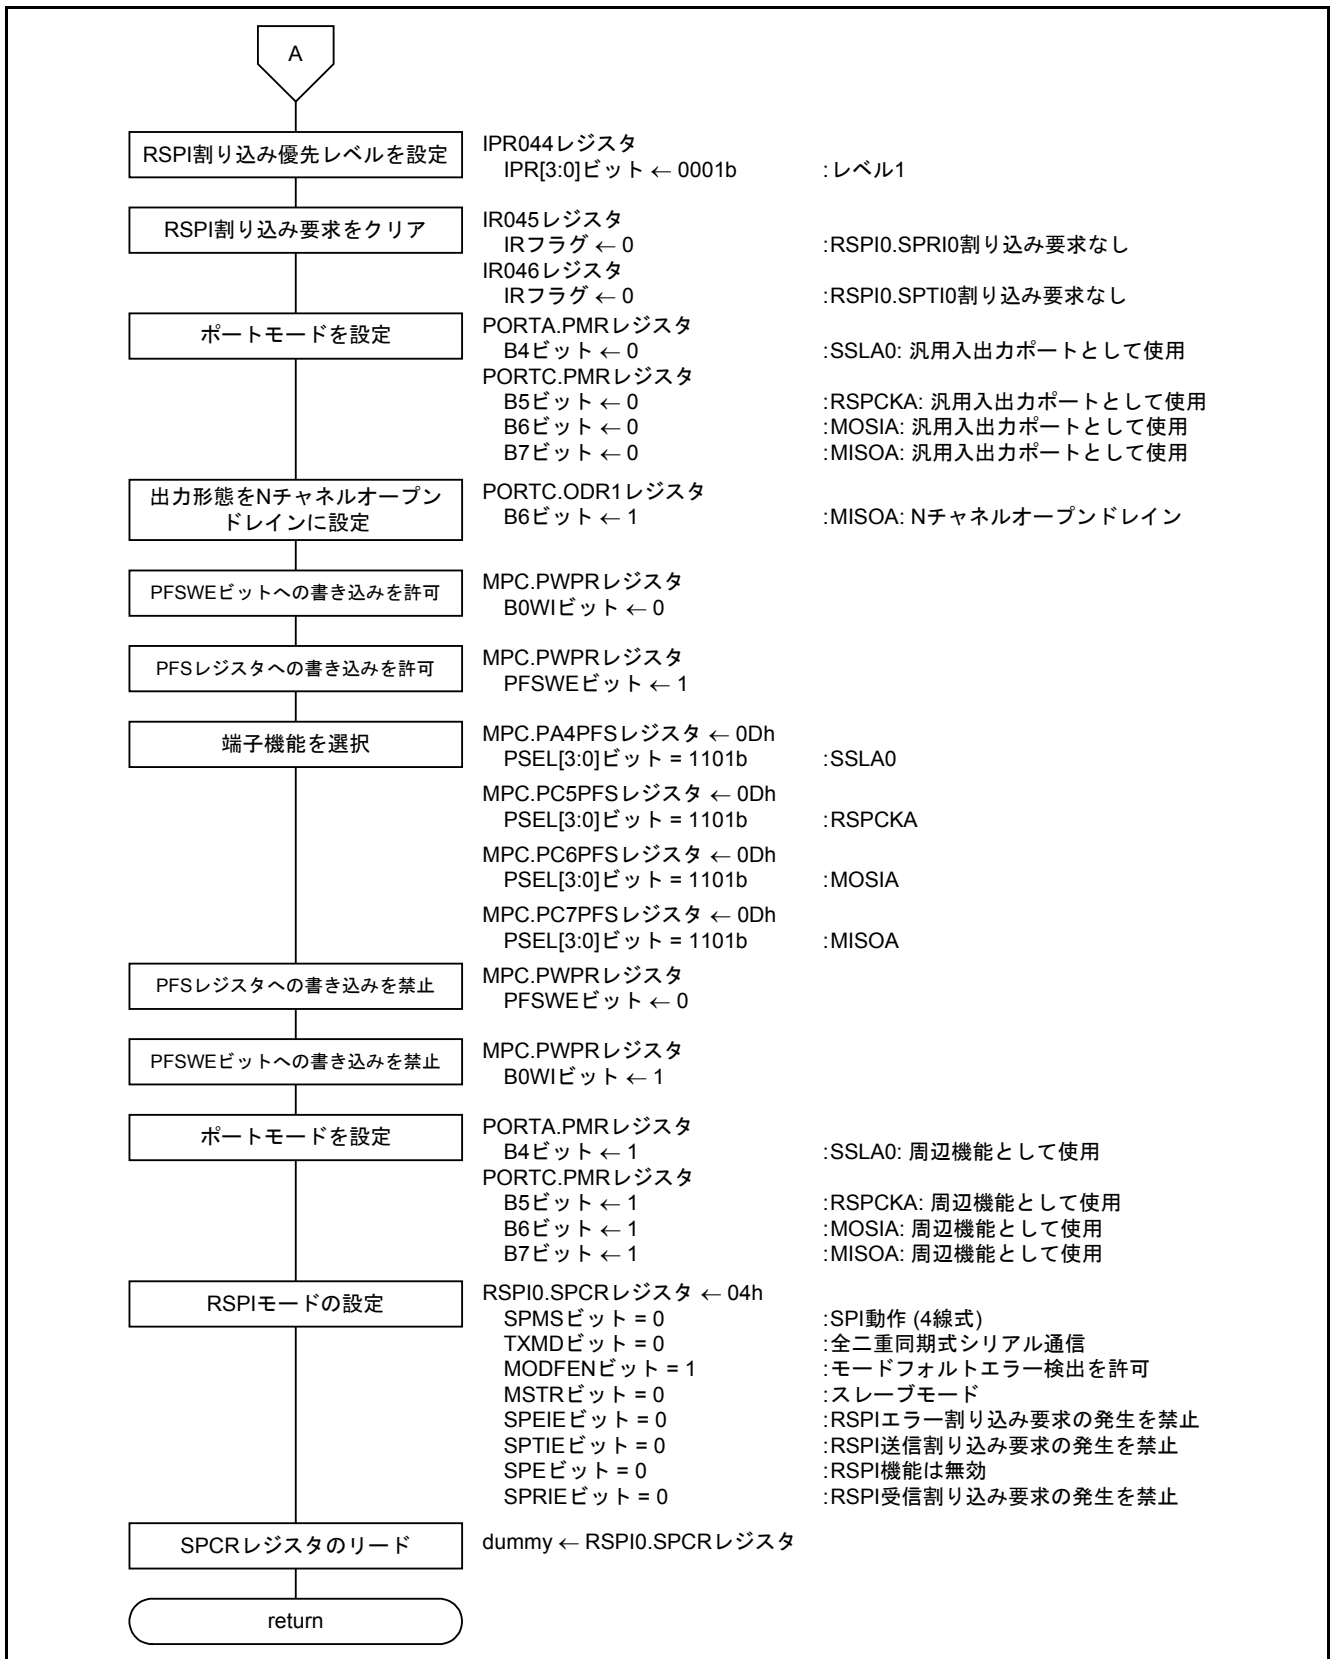 A
RSPI割り込み優先レベルを設定
IPR044レジスタ
IPR[3:0]ビット ← 0001b :レベル1
RSPI割り込み要求をクリア
IR045レジスタ
IRフラグ ← 0 :RSPI0.SPRI0割り込み要求なし
IR046レジスタ
IRフラグ ← 0 :RSPI0.SPTI0割り込み要求なし
ポートモードを設定
PORTA.PMRレジスタ
B4ビット ← 0 :SSLA0: 汎用入出力ポートとして使用
PORTC.PMRレジスタ
B5ビット ← 0 :RSPCKA: 汎用入出力ポートとして使用
B6ビット ← 0 :MOSIA: 汎用入出力ポートとして使用
B7ビット ← 0 :MISOA: 汎用入出力ポートとして使用
出力形態をNチャネルオープン
ドレインに設定
PORTC.ODR1レジスタ
B6ビット ← 1 :MISOA: Nチャネルオープンドレイン
PFSWEビットへの書き込みを許可
MPC.PWPRレジスタ
B0WIビット ← 0
PFSレジスタへの書き込みを許可
MPC.PWPRレジスタ
PFSWEビット ← 1
端子機能を選択
MPC.PA4PFSレジスタ ← 0Dh
PSEL[3:0]ビット = 1101b :SSLA0
MPC.PC5PFSレジスタ ← 0Dh
PSEL[3:0]ビット = 1101b :RSPCKA
MPC.PC6PFSレジスタ ← 0Dh
PSEL[3:0]ビット = 1101b :MOSIA
MPC.PC7PFSレジスタ ← 0Dh
PSEL[3:0]ビット = 1101b :MISOA
PFSレジスタへの書き込みを禁止
MPC.PWPRレジスタ
PFSWEビット ← 0
PFSWEビットへの書き込みを禁止
MPC.PWPRレジスタ
B0WIビット ← 1
ポートモードを設定
PORTA.PMRレジスタ
B4ビット ← 1 :SSLA0: 周辺機能として使用
PORTC.PMRレジスタ
B5ビット ← 1 :RSPCKA: 周辺機能として使用
B6ビット ← 1 :MOSIA: 周辺機能として使用
B7ビット ← 1 :MISOA: 周辺機能として使用
RSPIモードの設定
RSPI0.SPCRレジスタ ← 04h
SPMSビット = 0 :SPI動作 (4線式)
TXMDビット = 0 :全二重同期式シリアル通信
MODFENビット = 1 :モードフォルトエラー検出を許可
MSTRビット = 0 :スレーブモード
SPEIEビット = 0 :RSPIエラー割り込み要求の発生を禁止
SPTIEビット = 0 :RSPI送信割り込み要求の発生を禁止
SPEビット = 0 :RSPI機能は無効
SPRIEビット = 0 :RSPI受信割り込み要求の発生を禁止
SPCRレジスタのリード
dummy ← RSPI0.SPCRレジスタ
return